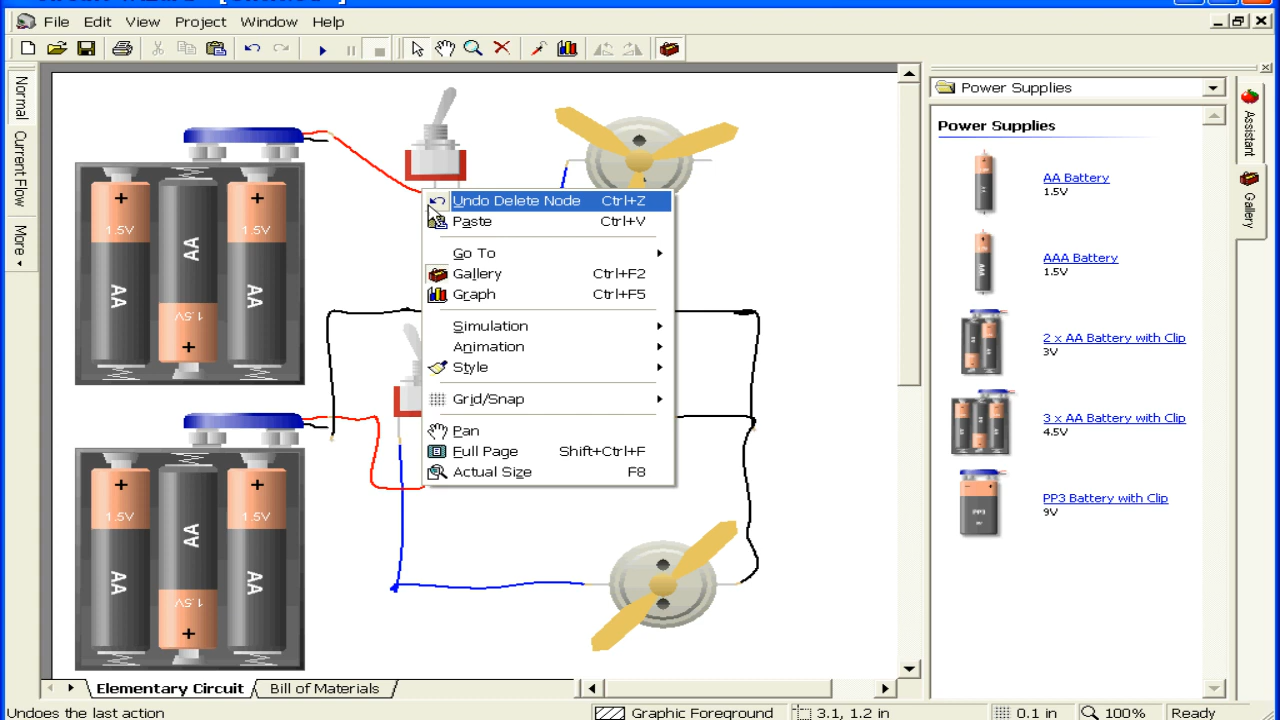 File Edit View Project Window Help
Normal
Current Flow
More
+
1.5V
AA
AA
1.5V
+
+
1.5V
AA
+
1.5V
AA
AA
1.5V
+
+
1.5V
AA
Undo Delete Node Ctrl+Z
Paste Ctrl+V
Go To
Gallery Ctrl+F2
Graph Ctrl+F5
Simulation
Animation
Style
Grid/Snap
Pan
Full Page Shift+Ctrl+F
Actual Size F8
Power Supplies
Power Supplies
AA Battery
1.5V
AAA Battery
1.5V
2 x AA Battery with Clip
3V
3 x AA Battery with Clip
4.5V
PP3 Battery with Clip
9V
PP3
Assistant
Gallery
Elementary Circuit Bill of Materials
Undoes the last action Graphic Foreground 3.1, 1.2 in 0.1 in 100% Ready